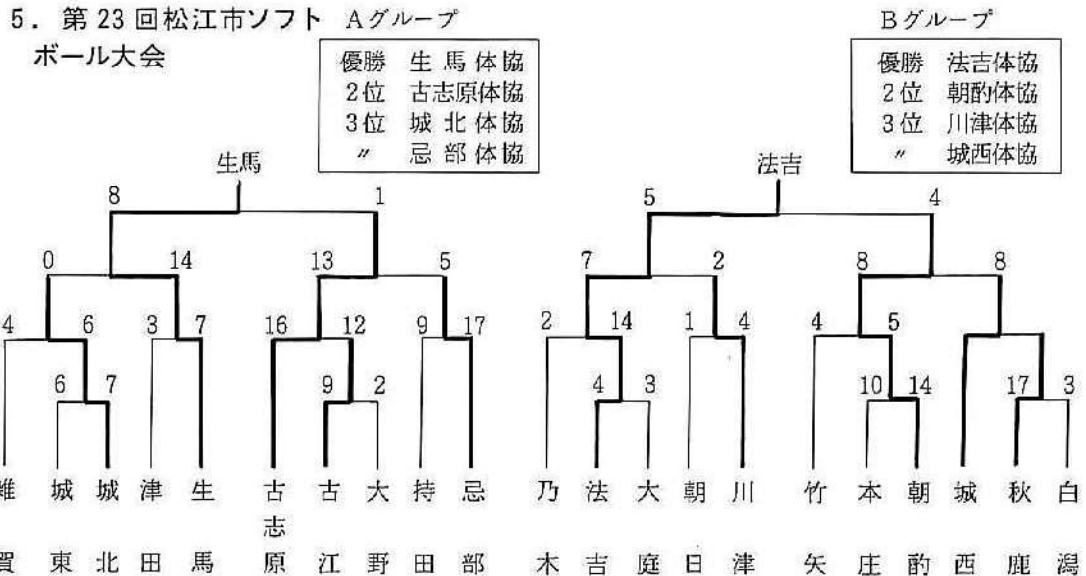 5．第23回松江市ソフト
ボール大会
Aグループ
優勝 生馬体協
2位 古志原体協
3位 城北体協
〃 忌部体協
Bグループ
優勝 法吉体協
2位 朝酌体協
3位 川津体協
〃 城西体協
生馬 法吉
8 1 5 4
0 14 13 5 7 2 8 8
4 6 3 7 16 12 9 17 2 14 1 4 4 5
6 7 9 2 4 3 10 14 17 3
雑賀
城東
城北
津田
生馬
古志原
古江
大野
持田
忌部
乃木
法吉
大庭
朝日
川津
竹矢
本庄
朝酌
城西
秋鹿
白潟